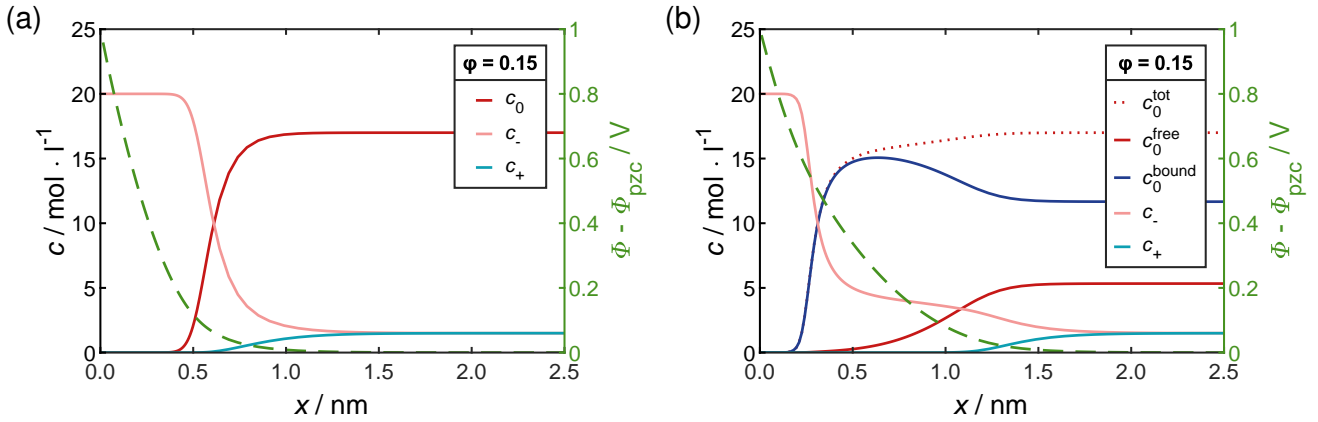 (a)
25
20
15
10
5
0
c / mol · l⁻¹
0.0
0.5
1.0
1.5
2.0
2.5
x / nm
1
0.8
0.6
0.4
0.2
0
Φ - Φpzc / V
φ = 0.15
c₀
c₋
c₊
(b)
25
20
15
10
5
0
c / mol · l⁻¹
0.0
0.5
1.0
1.5
2.0
2.5
x / nm
1
0.8
0.6
0.4
0.2
0
Φ - Φpzc / V
φ = 0.15
c₀ᵗᵒᵗ
c₀ᶠʳᵉᵉ
c₀ᵇᵒᵘⁿᵈ
c₋
c₊